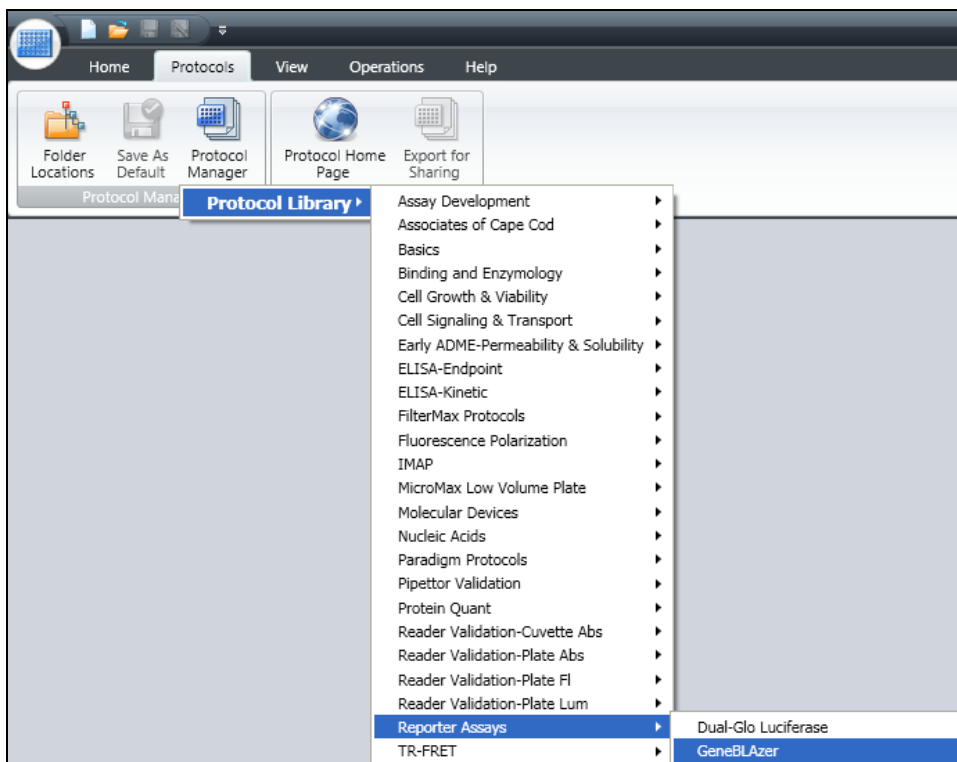 Home Protocols View Operations Help
Folder Locations
Save As Default
Protocol Manager
Protocol Home Page
Export for Sharing
Protocol Mana
Protocol Library
Assay Development
Associates of Cape Cod
Basics
Binding and Enzymology
Cell Growth & Viability
Cell Signaling & Transport
Early ADME-Permeability & Solubility
ELISA-Endpoint
ELISA-Kinetic
FilterMax Protocols
Fluorescence Polarization
IMAP
MicroMax Low Volume Plate
Molecular Devices
Nucleic Acids
Paradigm Protocols
Pipettor Validation
Protein Quant
Reader Validation-Cuvette Abs
Reader Validation-Plate Abs
Reader Validation-Plate Fl
Reader Validation-Plate Lum
Reporter Assays
Dual-Glo Luciferase
TR-FRET
GeneBLAzer